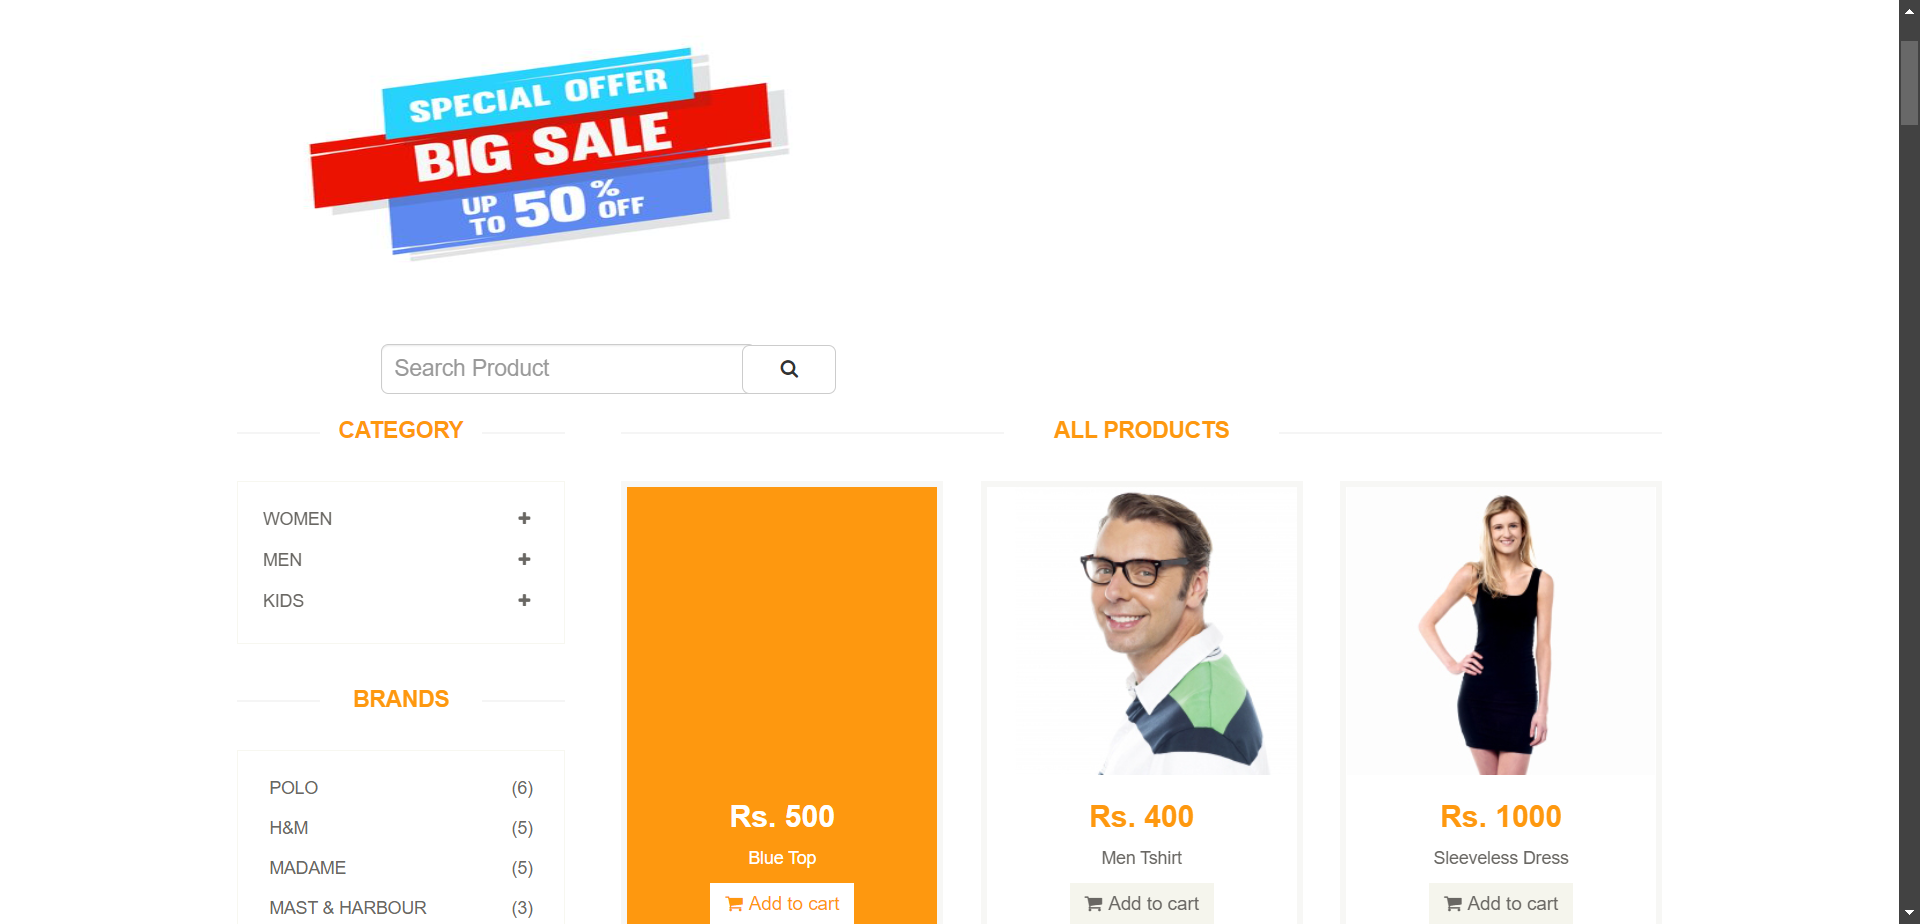 SPECIAL OFFER
BIG SALE
UP TO 50% OFF
Search Product
CATEGORY
WOMEN
MEN
KIDS
BRANDS
POLO (6)
H&M (5)
MADAME (5)
MAST & HARBOUR (3)
ALL PRODUCTS
Rs. 500
Blue Top
Add to cart
Rs. 400
Men Tshirt
Add to cart
Rs. 1000
Sleeveless Dress
Add to cart